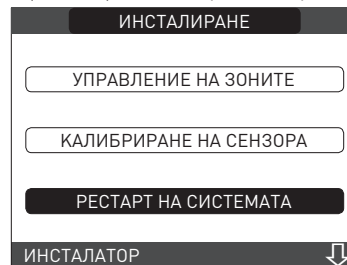 ИНСТАЛИРАНЕ
УПРАВЛЕНИЕ НА ЗОНИТЕ
КАЛИБРИРАНЕ НА СЕНЗОРА
РЕСТАРТ НА СИСТЕМАТА
ИНСТАЛАТОР